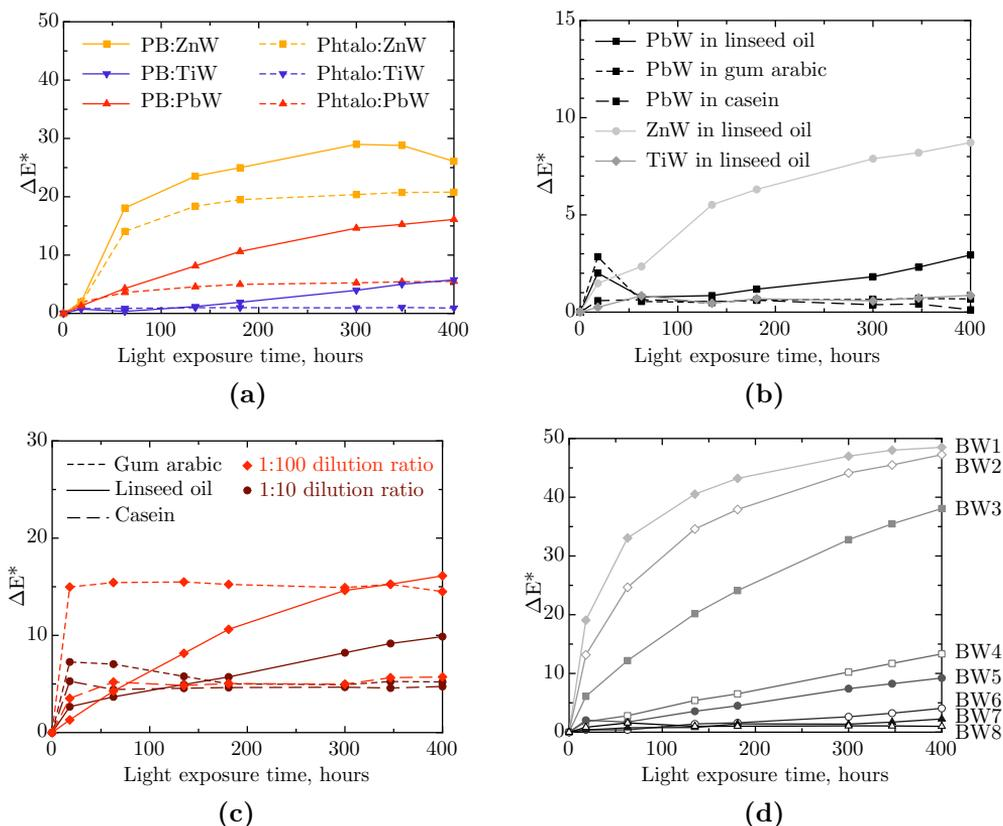 50
40
30
20
10
0
ΔE*
PB:ZnW
PB:TiW
PB:PbW
Phtalo:ZnW
Phtalo:TiW
Phtalo:PbW
0 100 200 300 400
Light exposure time, hours
(a)
15
10
5
0
ΔE*
PbW in linseed oil
PbW in gum arabic
PbW in casein
ZnW in linseed oil
TiW in linseed oil
0 100 200 300 400
Light exposure time, hours
(b)
30
20
10
0
ΔE*
Gum arabic
Linseed oil
Casein
1:100 dilution ratio
1:10 dilution ratio
0 100 200 300 400
Light exposure time, hours
(c)
50
40
30
20
10
0
ΔE*
BW1
BW2
BW3
BW4
BW5
BW6
BW7
BW8
0 100 200 300 400
Light exposure time, hours
(d)